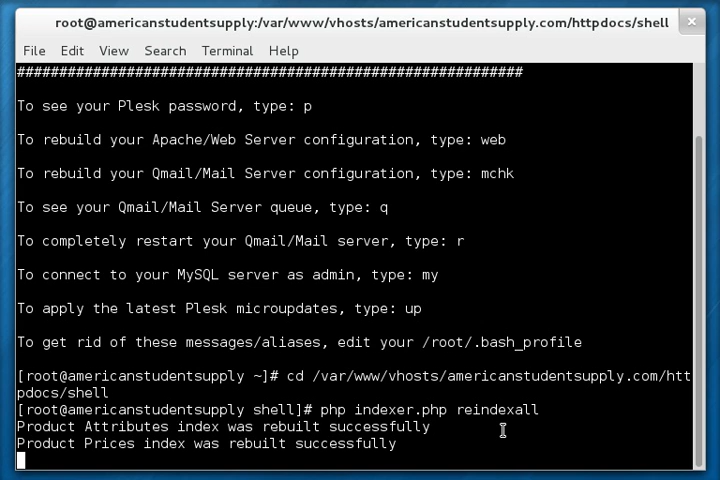 root@americanstudentsupply:/var/www/vhosts/americanstudentsupply.com/httpdocs/shell
File Edit View Search Terminal Help
############################################################
To see your Plesk password, type: p
To rebuild your Apache/Web Server configuration, type: web
To rebuild your Qmail/Mail Server configuration, type: mchk
To see your Qmail/Mail Server queue, type: q
To completely restart your Qmail/Mail server, type: r
To connect to your MySQL server as admin, type: my
To apply the latest Plesk microupdates, type: up
To get rid of these messages/aliases, edit your /root/.bash_profile
[root@americanstudentsupply ~]# cd /var/www/vhosts/americanstudentsupply.com/htt
pdocs/shell
[root@americanstudentsupply shell]# php indexer.php reindexall
Product Attributes index was rebuilt successfully
Product Prices index was rebuilt successfully